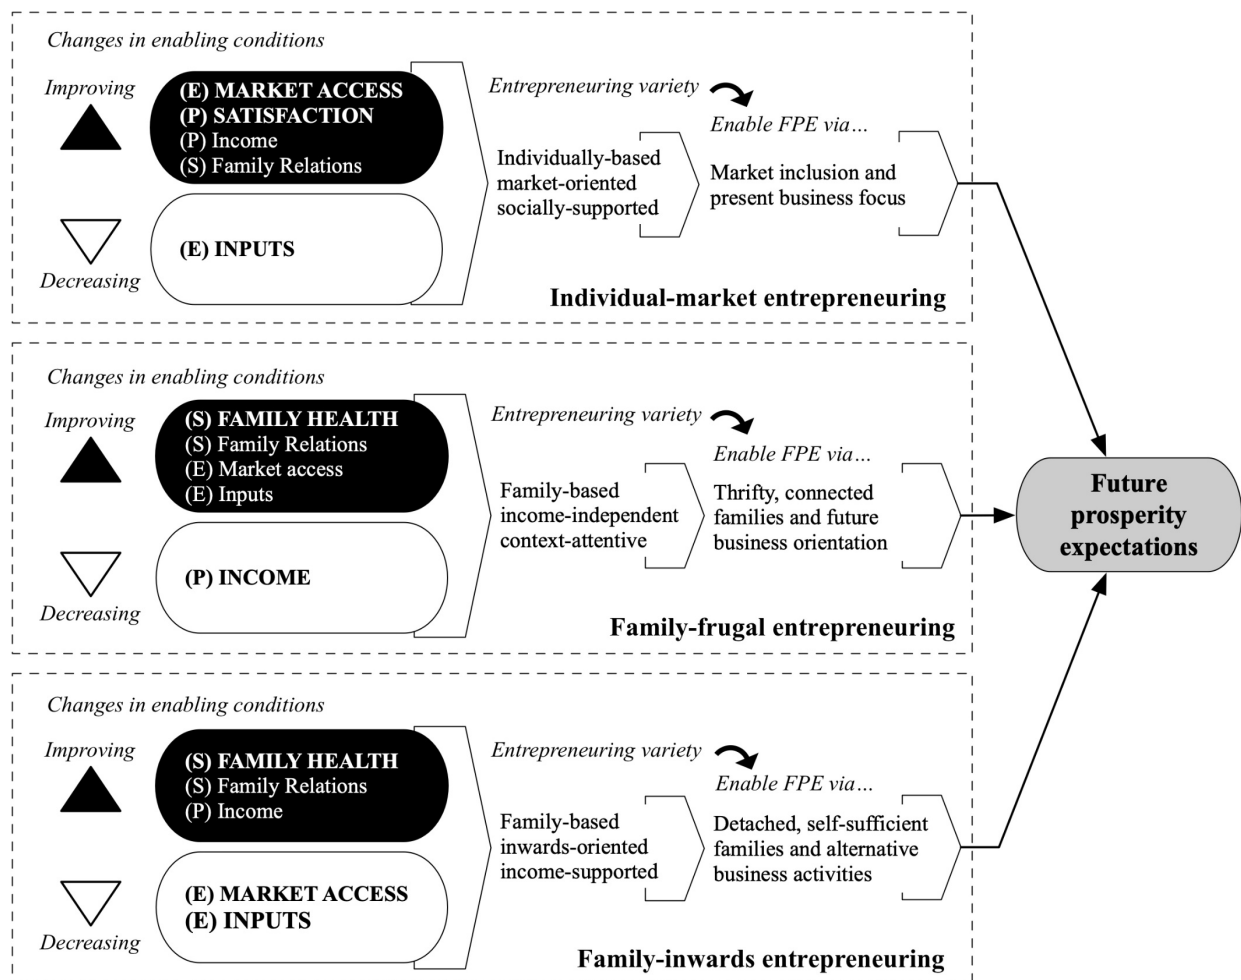 Changes in enabling conditions
Improving
(E) MARKET ACCESS
(P) SATISFACTION
(P) Income
(S) Family Relations
(E) INPUTS
Decreasing
Entrepreneuring variety
Enable FPE via…
Individually-based
market-oriented
socially-supported
Market inclusion and
present business focus
Individual-market entrepreneuring
Changes in enabling conditions
Improving
(S) FAMILY HEALTH
(S) Family Relations
(E) Market access
(E) Inputs
(P) INCOME
Decreasing
Entrepreneuring variety
Enable FPE via…
Family-based
income-independent
context-attentive
Thrifty, connected
families and future
business orientation
Family-frugal entrepreneuring
Changes in enabling conditions
Improving
(S) FAMILY HEALTH
(S) Family Relations
(P) Income
(E) MARKET ACCESS
(E) INPUTS
Decreasing
Entrepreneuring variety
Enable FPE via…
Family-based
inwards-oriented
income-supported
Detached, self-sufficient
families and alternative
business activities
Family-inwards entrepreneuring
Future
prosperity
expectations